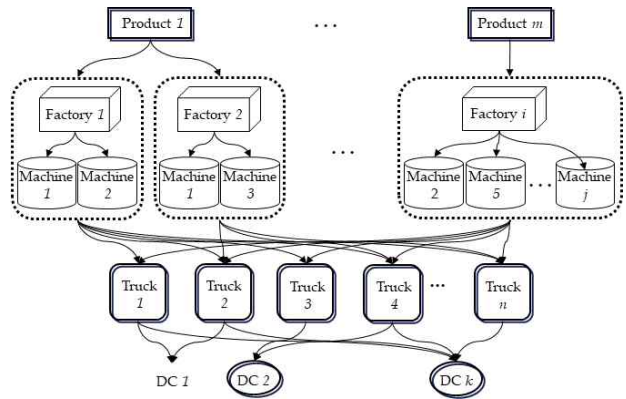 Product 1
...
Product m
Factory 1
Factory 2
Factory i
...
Machine 1
Machine 2
Machine 1
Machine 3
Machine 2
Machine 5
...
Machine j
Truck 1
Truck 2
Truck 3
Truck 4
...
Truck n
DC 1
DC 2
DC k